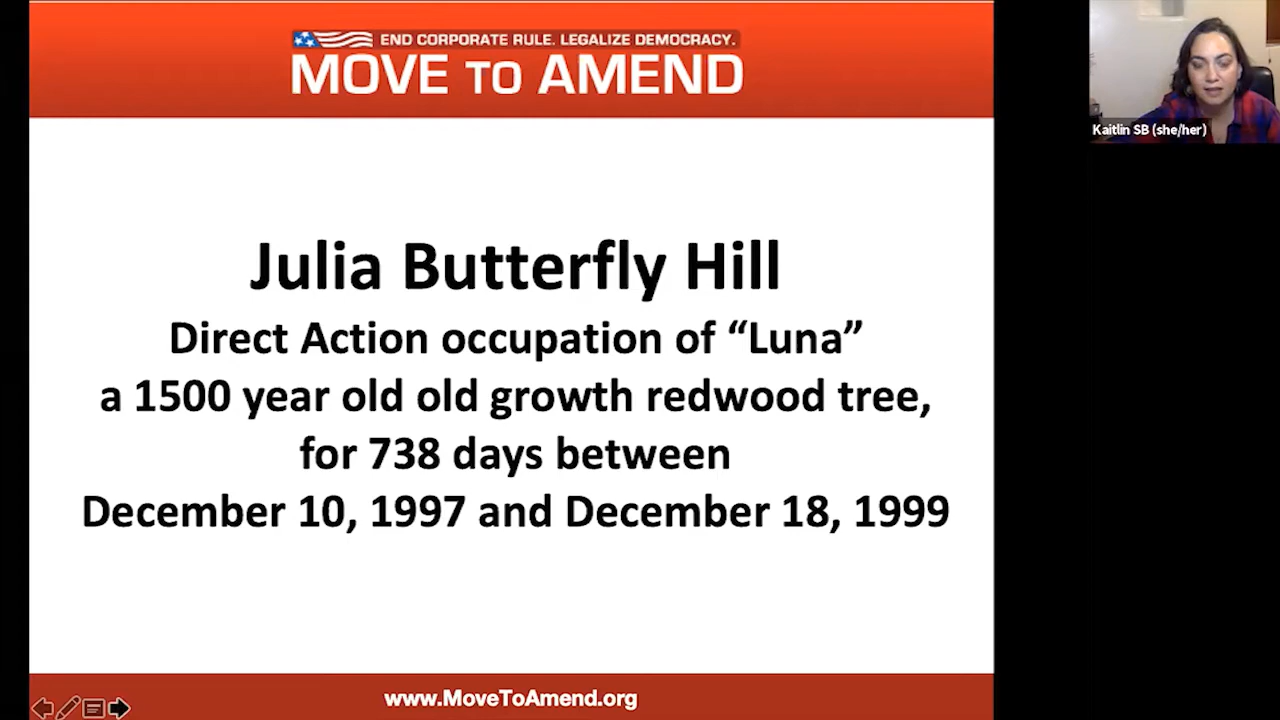 END CORPORATE RULE. LEGALIZE DEMOCRACY.
MOVE TO AMEND
Kaitlin SB (she/her)
Julia Butterfly Hill
Direct Action occupation of “Luna”
a 1500 year old old growth redwood tree,
for 738 days between
December 10, 1997 and December 18, 1999
www.MoveToAmend.org